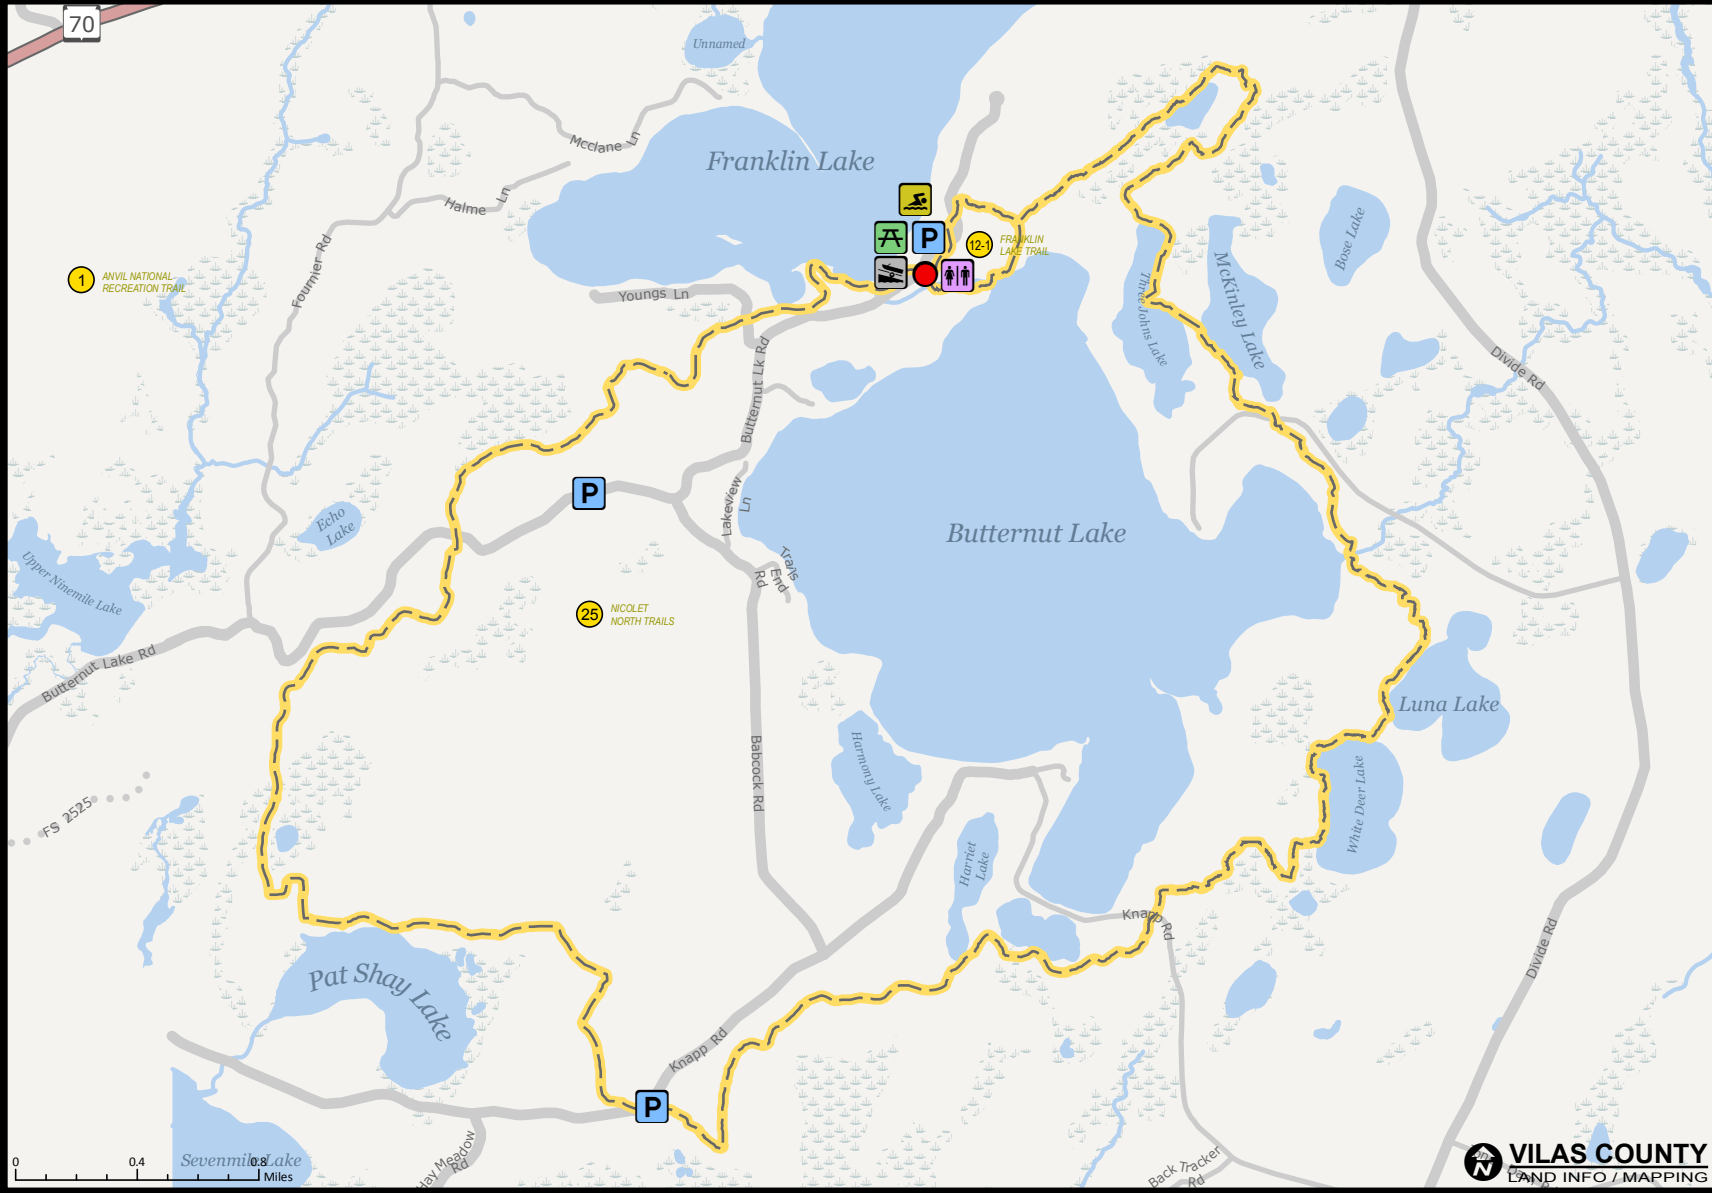 70
Unnamed
Mcclane Ln
Franklin Lake
Halme Ln
Fournier Rd
P
12-1
FRANKLIN
LAKE TRAIL
Bose Lake
1
ANVIL NATIONAL
RECREATION TRAIL
Youngs Ln
Three Johns Lake
McKinley Lake
Divide Rd
Butternut Lk Rd
P
Lakeview
Ln
Echo
Lake
Butternut Lake
Upper Ninemile Lake
Trails
End
Rd
25
NICOLET
NORTH TRAILS
Butternut Lake Rd
Luna Lake
Harmony Lake
Babcock Rd
White Deer Lake
FS 2525
Harriet
Lake
Knapp
Rd
Divide Rd
Pat Shay Lake
Knapp Rd
P
Hay Meadow
Rd
Sevenmile Lake
Back Tracker
Rd
0
0.4
0.8
Miles
N
VILAS COUNTY
LAND INFO / MAPPING